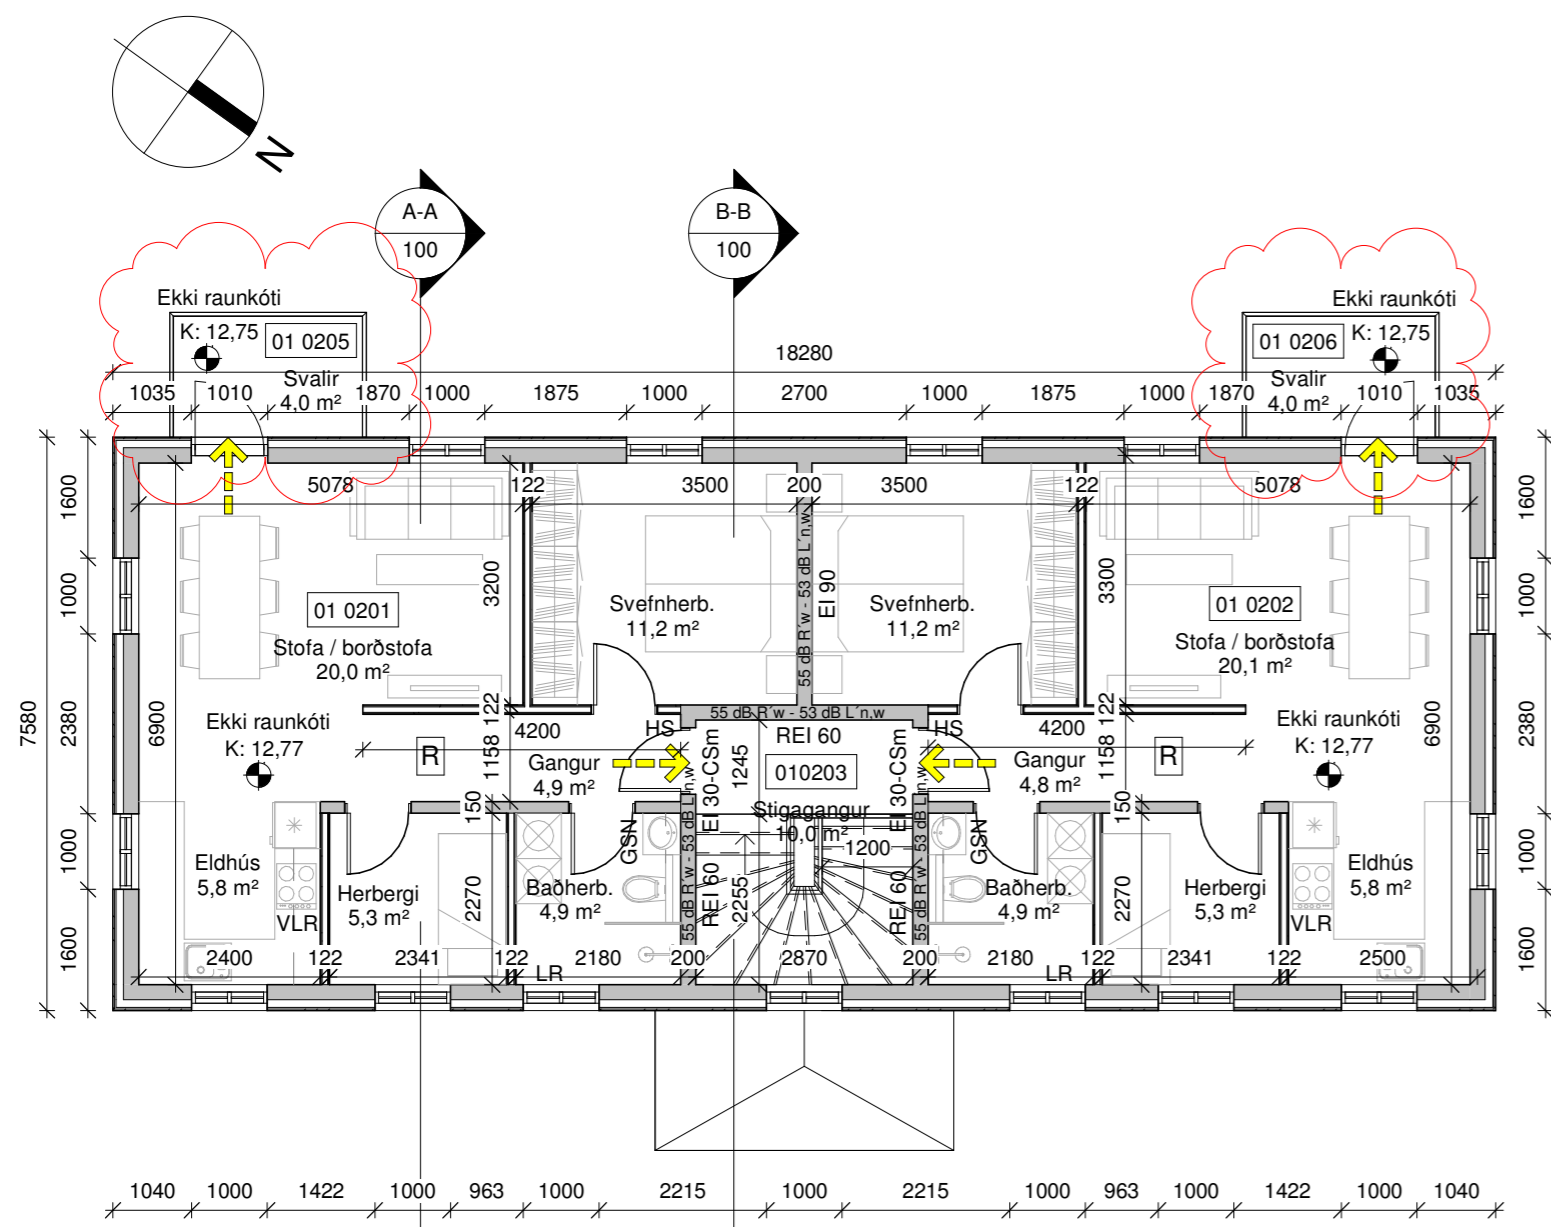 N
A-A
100
B-B
100
Ekki raunkóti
K: 12,75
01 0205
Svalir
4,0 m²
Ekki raunkóti
K: 12,75
01 0206
Svalir
4,0 m²
18280
1035 1010 1870 1000 1875 1000 2700 1000 1875 1000 1870 1010 1035
5078 122 3500 200 3500 122 5078
7580
1600
1000
2380
1000
1600
6900
3200
01 0201
Stofa / borðstofa
20,0 m²
Svefnherb.
11,2 m²
55 dB R´w - 53 dB L´n,w
EI 90
Svefnherb.
11,2 m²
3300
01 0202
Stofa / borðstofa
20,1 m²
6900
1600
1000
2380
1000
1600
Ekki raunkóti
K: 12,77
R
4200
122
1158
150
Gangur
4,9 m²
HS
55 dB R´w - 53 dB L´n,w
REI 60
1245
010203
Stigagangur
10,0 m²
1200
2255
EI 30-CSm
REI 60
55 dB R´w - 53 dB L´n,w
EI 30-CSm
REI 60
55 dB R´w - 53 dB L´n,w
HS
4200
Gangur
4,8 m²
122
1158
150
R
Ekki raunkóti
K: 12,77
Eldhús
5,8 m²
VLR
Herbergi
5,3 m²
2270
GSN
Baðherb.
4,9 m²
LR
GSN
Baðherb.
4,9 m²
LR
2270
Herbergi
5,3 m²
VLR
Eldhús
5,8 m²
2400 122 2341 122 2180 200 2870 200 2180 122 2341 122 2500
1040 1000 1422 1000 963 1000 2215 1000 2215 1000 963 1000 1422 1000 1040